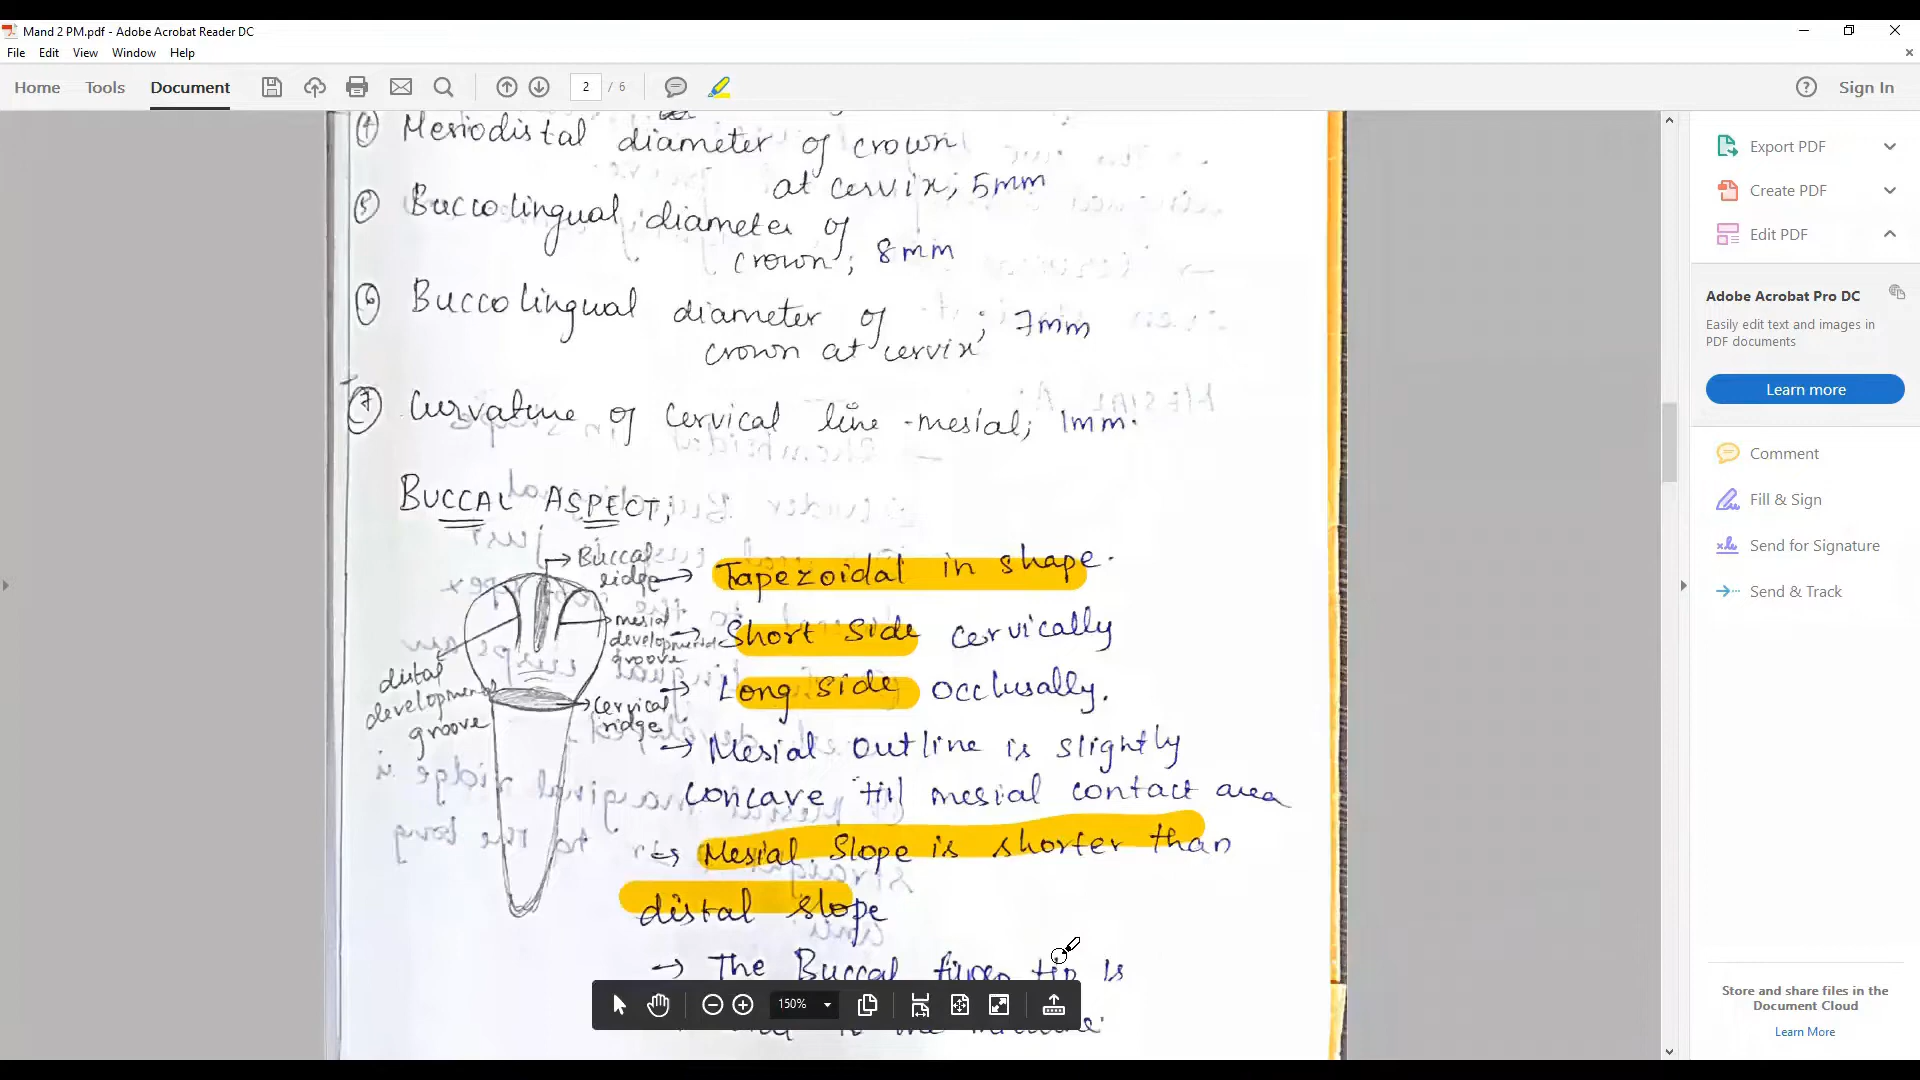 Mand 2 PM.pdf - Adobe Acrobat Reader DC
File Edit View Window Help
Home Tools Document 2 / 6 Sign In
④ Mesiodistal diameter of crown
at cervix; 5mm
⑤ Buccolingual diameter of
crown; 8mm
⑥ Buccolingual diameter of ; 7mm
crown at cervix
⑦ Curvature of cervical line -mesial; 1mm.
BUCCAL ASPECT;
→ Buccal
ridge
mesial
developmental
groove
distal
developmental
groove
→ cervical
ridge
→ Tapezoidal in shape.
→ Short side cervically
→ Long side occlusally.
→ Mesial outline is slightly
concave till mesial contact area
→ Mesial slope is shorter than
distal slope
→ The Buccal tip is
150%
Export PDF
Create PDF
Edit PDF
Adobe Acrobat Pro DC
Easily edit text and images in
PDF documents
Learn more
Comment
Fill & Sign
Send for Signature
Send & Track
Store and share files in the
Document Cloud
Learn More